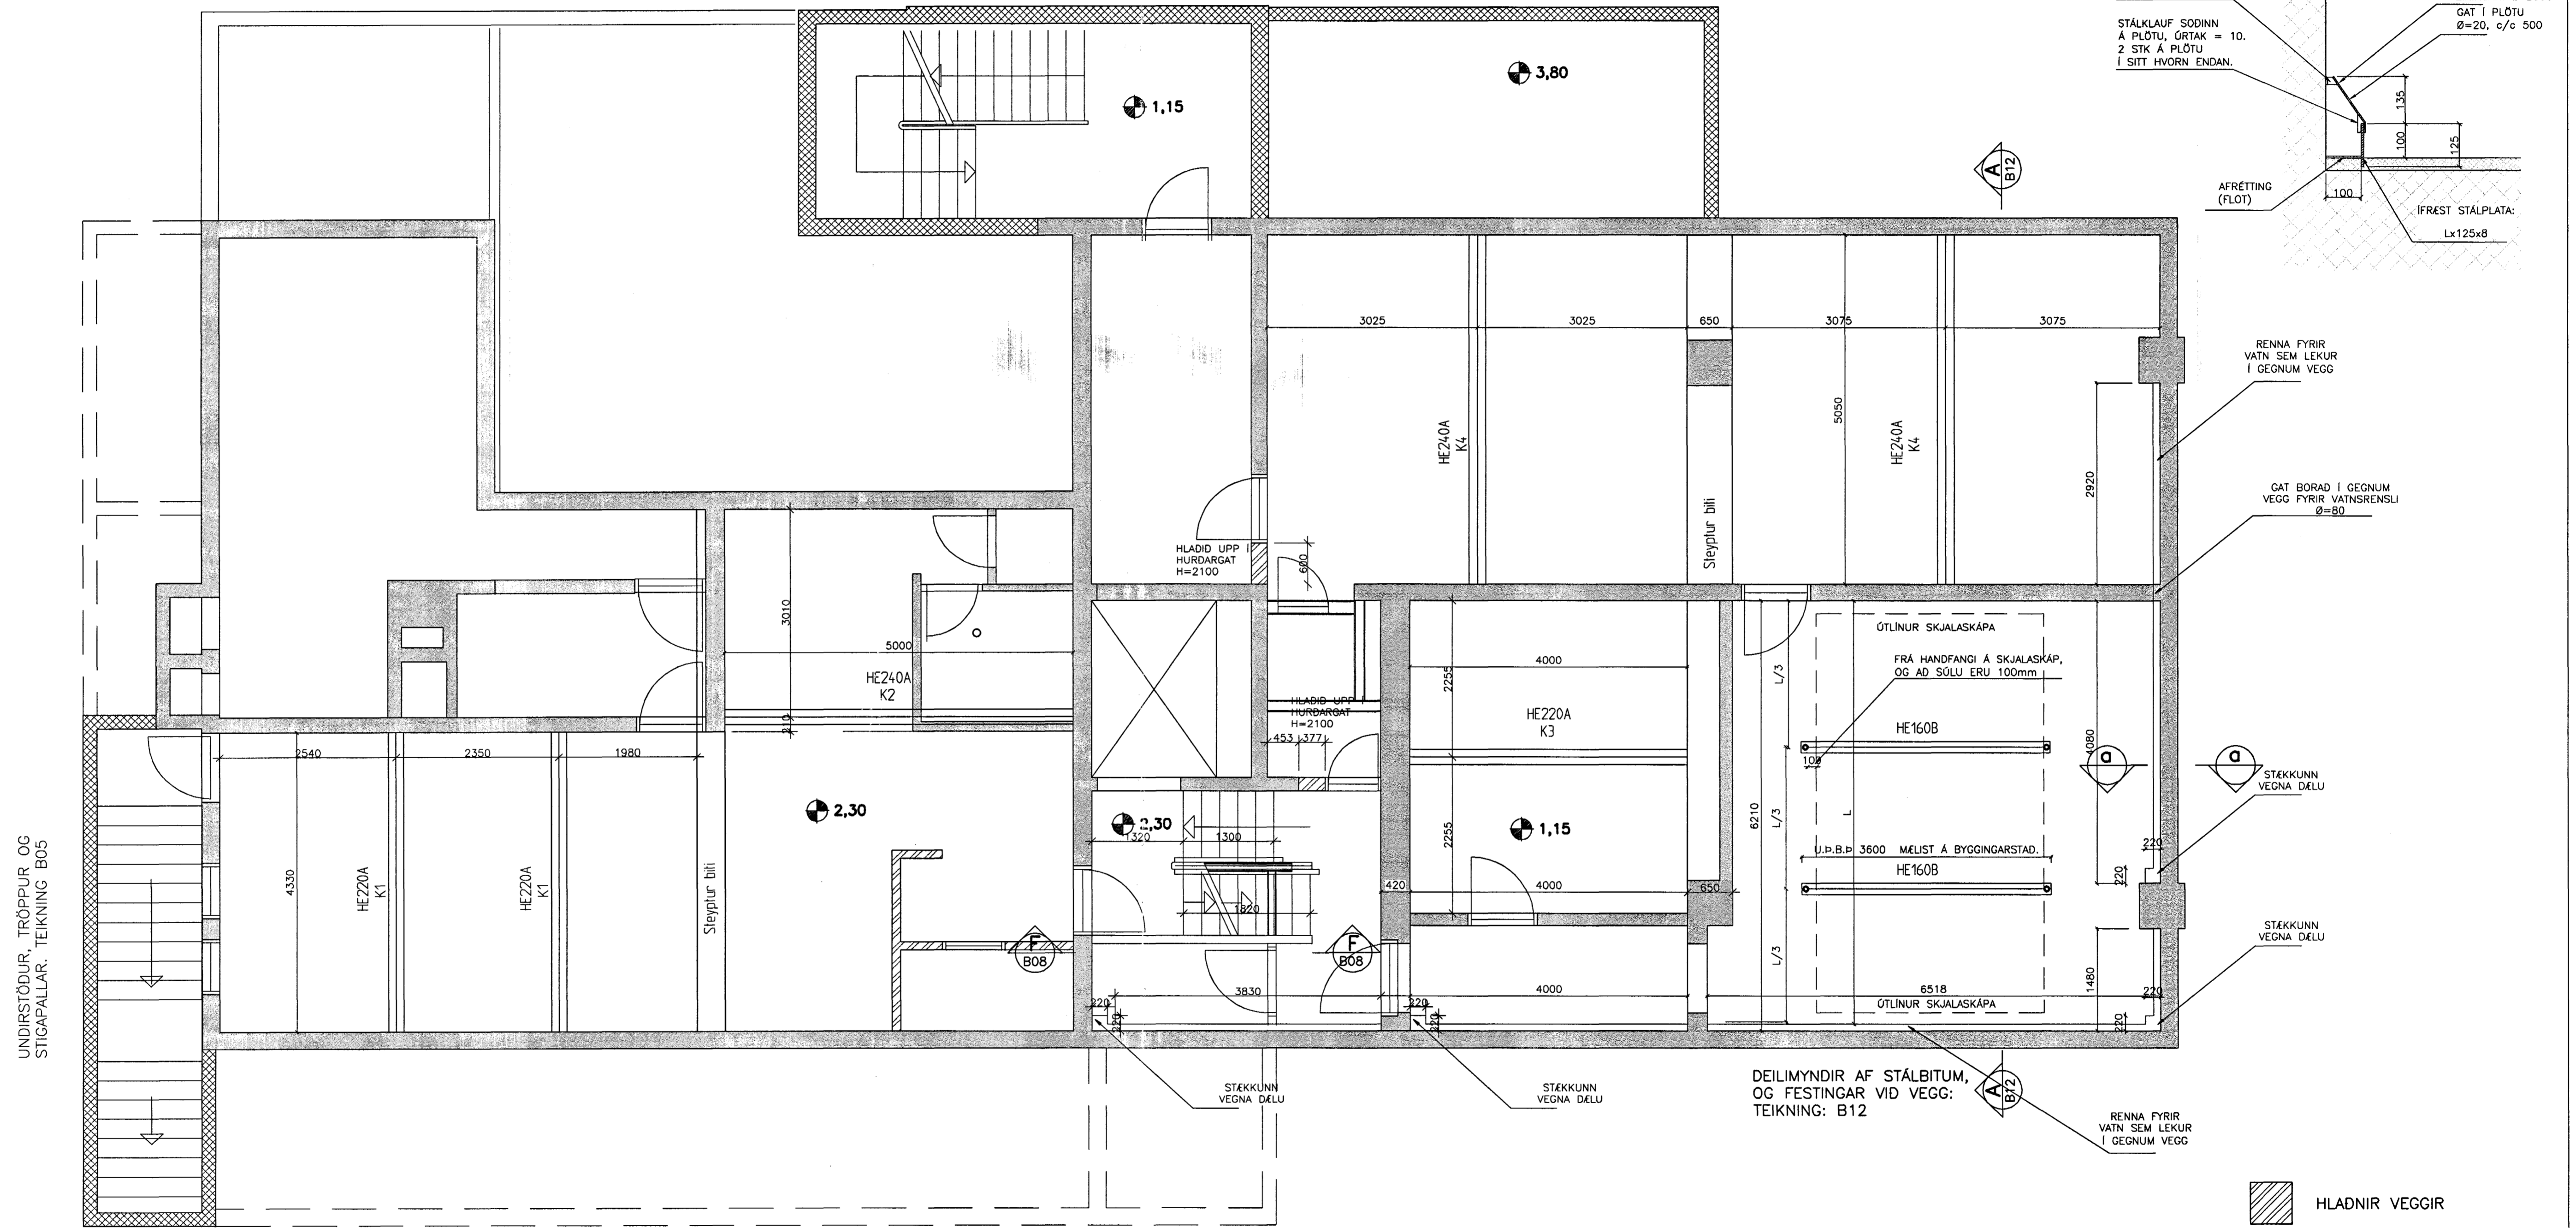 STÁLKLAUF SODINN
Á PLÖTU, ÚRTAK = 10.
2 STK Á PLÖTU
Í SITT HVORN ENDAN.
GAT Í PLÖTU
Ø=20, c/c 500
135
100
125
100
AFRÉTTING
(FLOT)
ÍFRÆST STÁLPLATA:
Lx125x8
3,80
1,15
A
B12
3025
3025
650
3075
3075
RENNA FYRIR
VATN SEM LEKUR
Í GEGNUM VEGG
HE240A
K4
5050
HE240A
K4
2920
Steyptur biti
GAT BORAD Í GEGNUM
VEGG FYRIR VATNSRENSLI
Ø=80
HLADID UPP Í
HURDARGAT
H=2100
600
3010
5000
HE240A
K2
210
HLADID UPP Í
HURDARGAT
H=2100
453
377
4000
2255
HE220A
K3
2255
1,15
4000
420
650
ÚTLÍNUR SKJALASKÁPA
FRÁ HANDFANGI Á SKJALASKÁP,
OG AD SÚLU ERU 100mm
L/3
HE160B
100
4080
a
a
STÆKKUNN
VEGNA DÆLU
6210
L/3
L
220
U.Þ.B.Þ 3600 MÆLIST Á BYGGINGARSTAD.
HE160B
220
STÆKKUNN
VEGNA DÆLU
L/3
1480
6518
220
ÚTLÍNUR SKJALASKÁPA
220
2540
2350
1980
4330
HE220A
K1
HE220A
K1
Steyptur biti
2,30
2,30
1320
1300
1820
F
B08
F
B08
3830
4000
220
220
220
220
UNDIRSTÖDUR, TRÖPPUR OG
STIGAPALLAR. TEIKNING B05
STÆKKUNN
VEGNA DÆLU
STÆKKUNN
VEGNA DÆLU
DEILIMYNDIR AF STÁLBITUM,
OG FESTINGAR VID VEGG:
TEIKNING: B12
A
B12
RENNA FYRIR
VATN SEM LEKUR
Í GEGNUM VEGG
HLADNIR VEGGIR